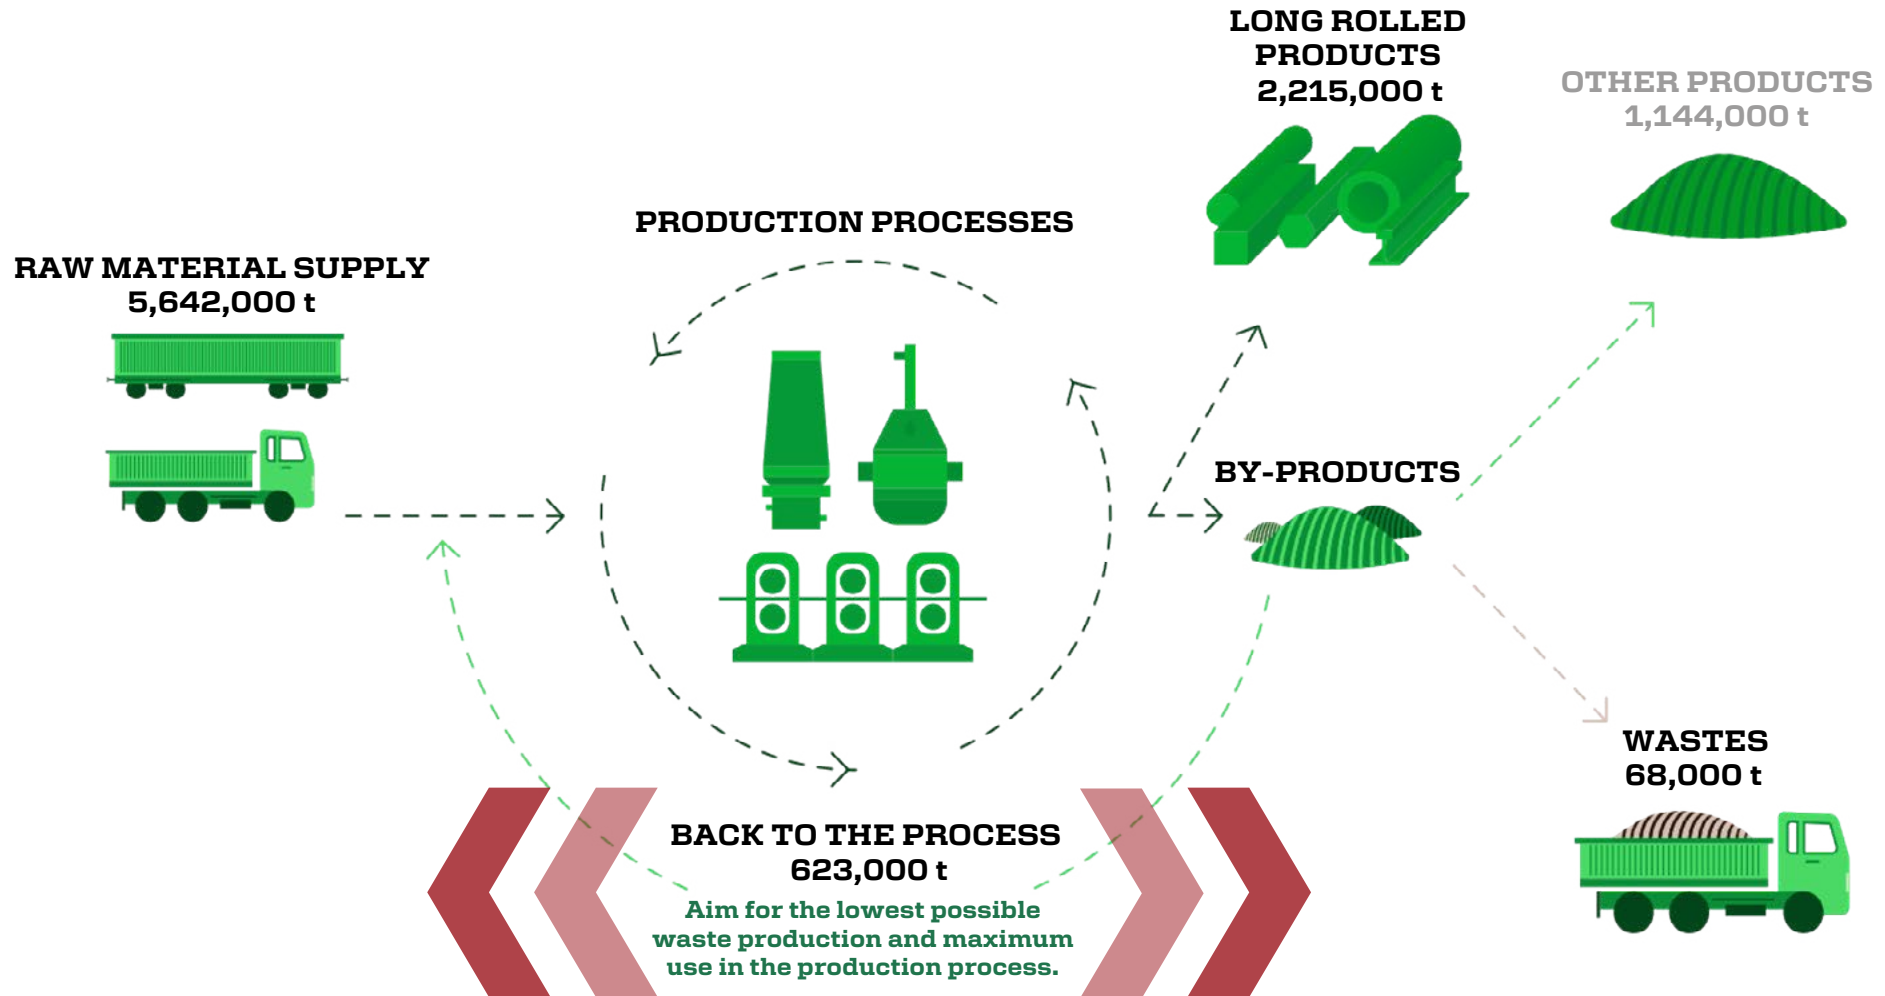 RAW MATERIAL SUPPLY
5,642,000 t
PRODUCTION PROCESSES
LONG ROLLED
PRODUCTS
2,215,000 t
OTHER PRODUCTS
1,144,000 t
BY-PRODUCTS
WASTES
68,000 t
BACK TO THE PROCESS
623,000 t
Aim for the lowest possible
waste production and maximum
use in the production process.